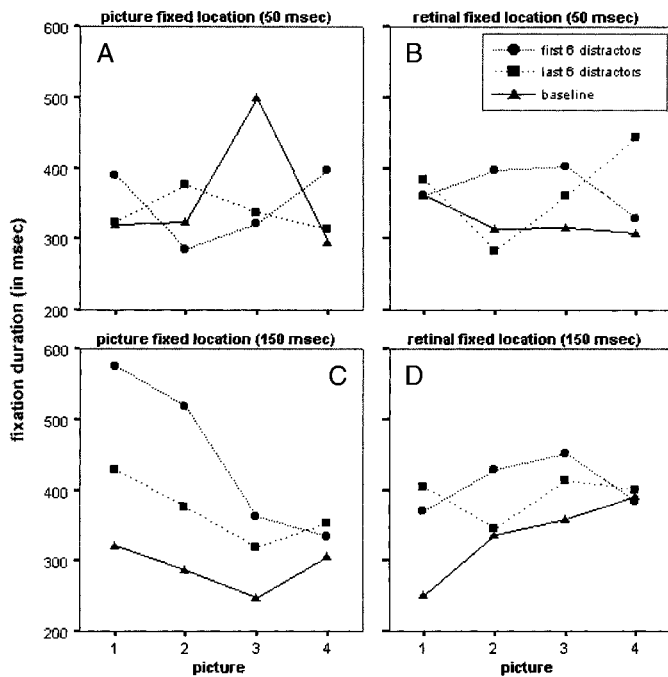 picture fixed location (50 msec)
retinal fixed location (50 msec)
600
500
400
300
200
A
B
first 6 distractors
last 6 distractors
baseline
fixation duration (in msec)
picture fixed location (150 msec)
retinal fixed location (150 msec)
600
500
400
300
200
C
D
1 2 3 4
1 2 3 4
picture
picture